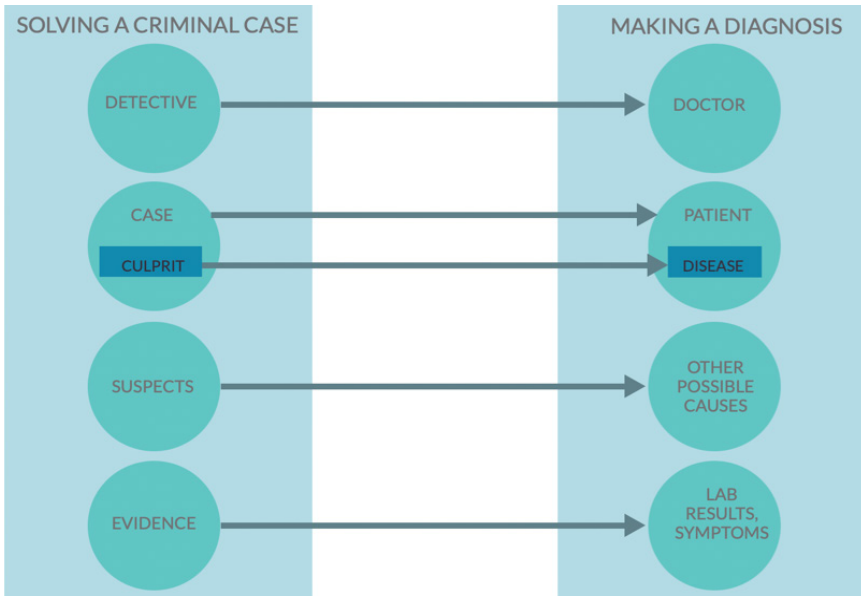 SOLVING A CRIMINAL CASE
MAKING A DIAGNOSIS
DETECTIVE
DOCTOR
CASE
PATIENT
CULPRIT
DISEASE
SUSPECTS
OTHER
POSSIBLE
CAUSES
EVIDENCE
LAB
RESULTS,
SYMPTOMS